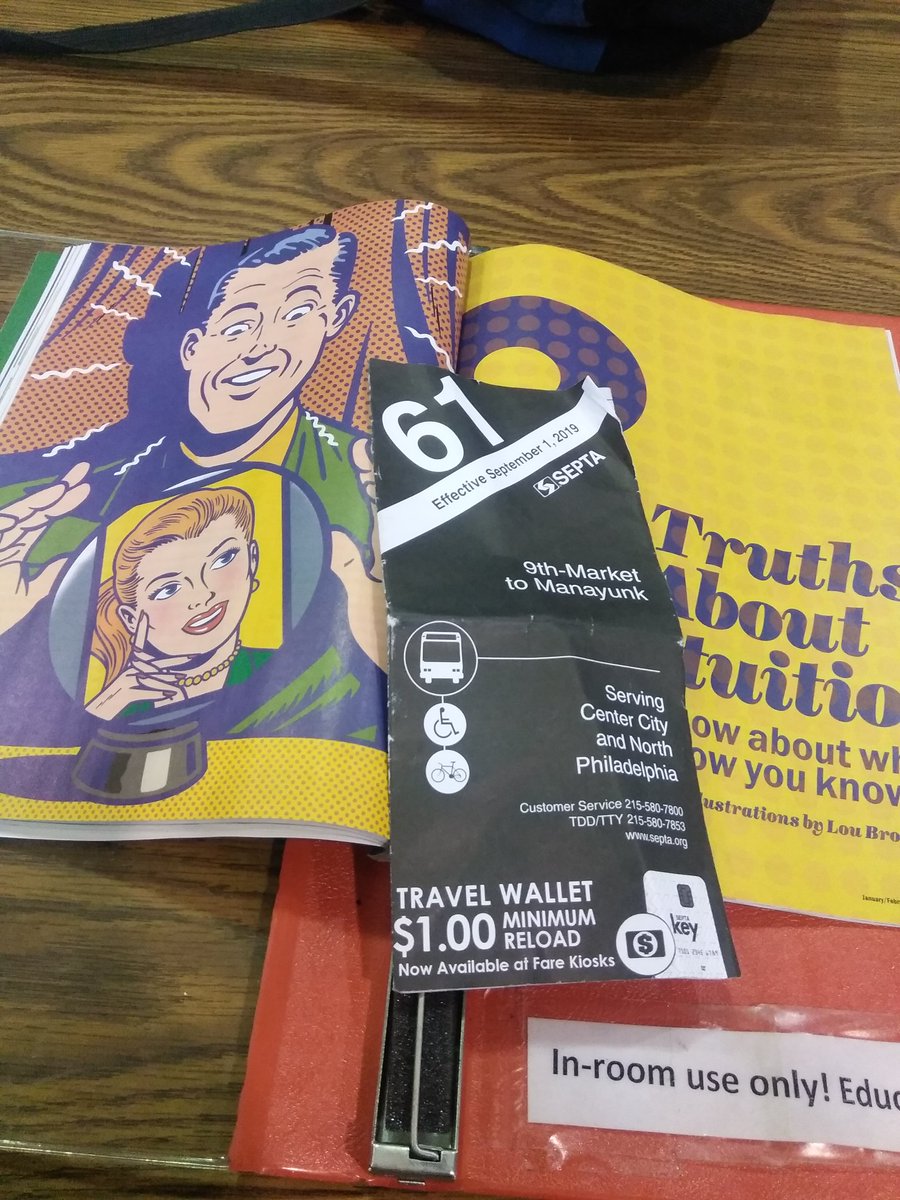 61
Effective September 1, 2019
SEPTA
9th-Market
to Manayunk
Serving
Center City
and North
Philadelphia
Customer Service 215-580-7800
TDD/TTY 215-580-7853
www.septa.org
TRAVEL WALLET
$1.00 MINIMUM
RELOAD
Now Available at Fare Kiosks
$
SEPTA
key
Truths
About
tuitio
ow about wh
ow you know
ustrations by Lou Bro
January/Febr
In-room use only! Educ